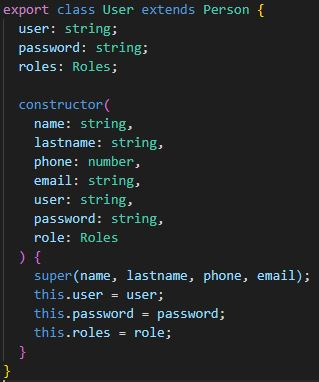 export class User extends Person {
  user: string;
  password: string;
  roles: Roles;

  constructor(
    name: string,
    lastname: string,
    phone: number,
    email: string,
    user: string,
    password: string,
    role: Roles
  ) {
    super(name, lastname, phone, email);
    this.user = user;
    this.password = password;
    this.roles = role;
  }
}